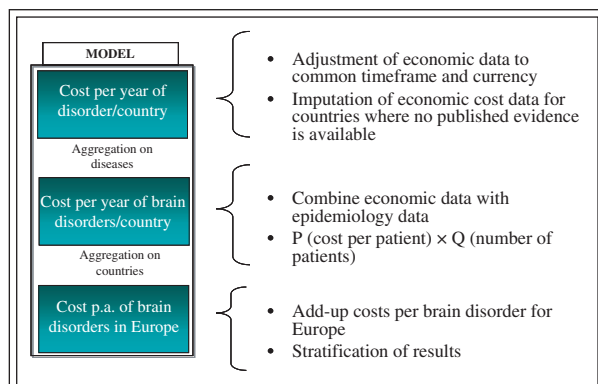 MODEL
Cost per year of
disorder/country
Aggregation on
diseases
Cost per year of brain
disorders/country
Aggregation on
countries
Cost p.a. of brain
disorders in Europe
• Adjustment of economic data to
common timeframe and currency
• Imputation of economic cost data for
countries where no published evidence
is available
• Combine economic data with
epidemiology data
• P (cost per patient) × Q (number of
patients)
• Add-up costs per brain disorder for
Europe
• Stratification of results